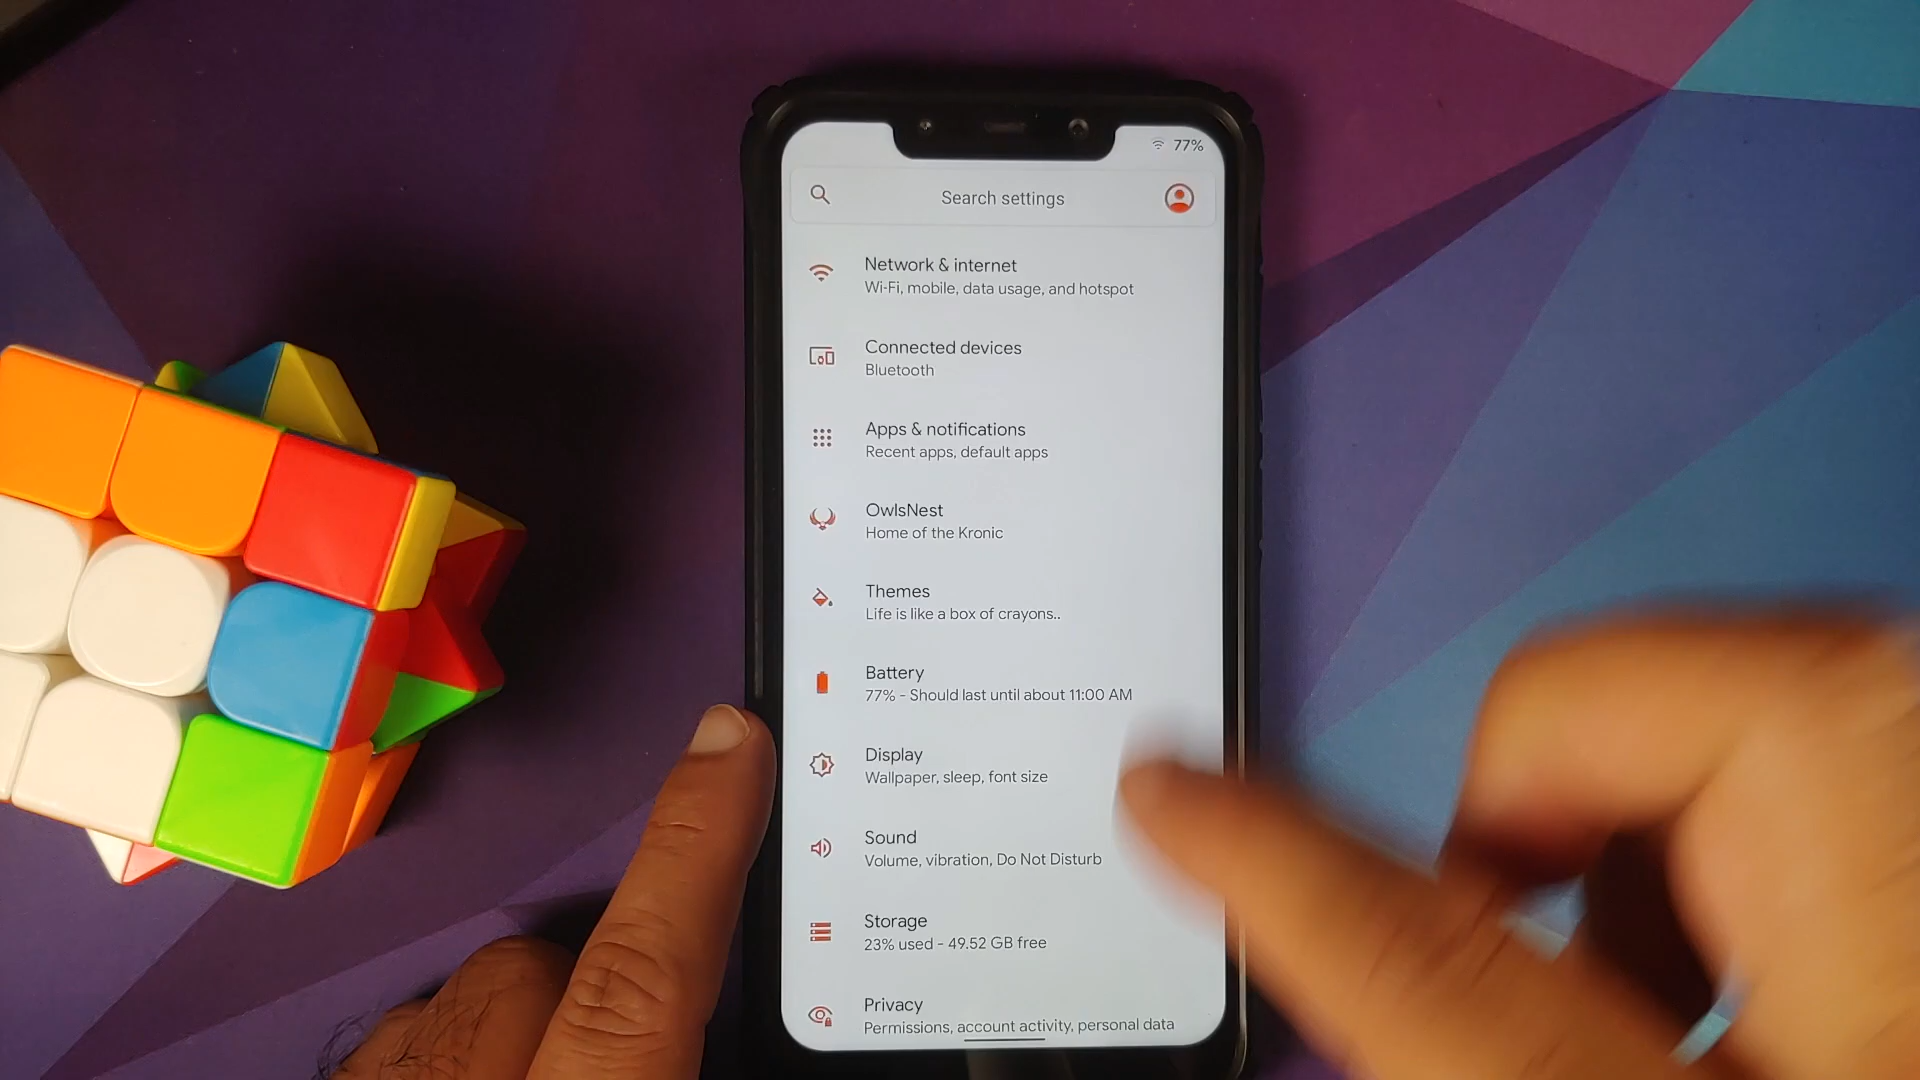 77%
Search settings
Network & internet
Wi-Fi, mobile, data usage, and hotspot
Connected devices
Bluetooth
Apps & notifications
Recent apps, default apps
OwlsNest
Home of the Kronic
Themes
Life is like a box of crayons..
Battery
77% - Should last until about 11:00 AM
Display
Wallpaper, sleep, font size
Sound
Volume, vibration, Do Not Disturb
Storage
23% used - 49.52 GB free
Privacy
Permissions, account activity, personal data